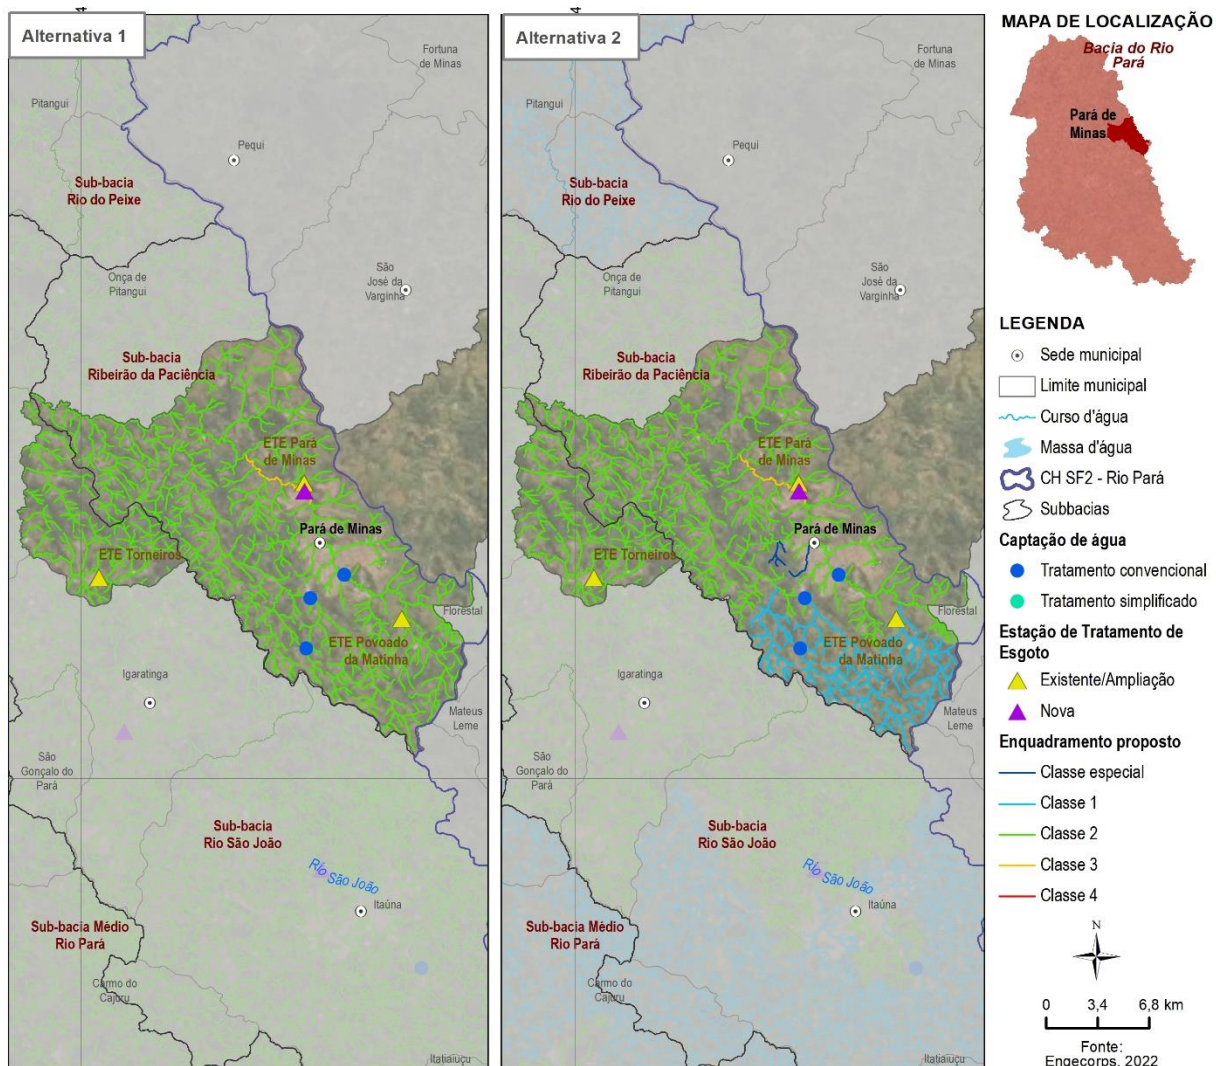 Alternativa 1
4
Fortuna
de Minas
Pitangui
Pequi
Sub-bacia
Rio do Peixe
Onça de
Pitangui
São
José da
Varginha
Sub-bacia
Ribeirão da Paciência
ETE Pará
de Minas
Pará de Minas
ETE Torneiros
Florestal
ETE Povoado
da Matinha
Igaratinga
Mateus
Leme
São
Gonçalo do
Pará
Sub-bacia
Rio São João
Rio São João
Itaúna
Sub-bacia Médio
Rio Pará
Carmo do
Cajuru
Itatiaiuçu
Alternativa 2
4
Fortuna
de Minas
Pitangui
Pequi
Sub-bacia
Rio do Peixe
Onça de
Pitangui
São
José da
Varginha
Sub-bacia
Ribeirão da Paciência
ETE Pará
de Minas
Pará de Minas
ETE Torneiros
Florestal
ETE Povoado
da Matinha
Igaratinga
Mateus
Leme
São
Gonçalo do
Pará
Sub-bacia
Rio São João
Rio São João
Itaúna
Sub-bacia Médio
Rio Pará
Carmo do
Cajuru
Itatiaiuçu
MAPA DE LOCALIZAÇÃO
Bacia do Rio
Pará
Pará de
Minas
LEGENDA
Sede municipal
Limite municipal
Curso d'água
Massa d'água
CH SF2 - Rio Pará
Subbacias
Captação de água
Tratamento convencional
Tratamento simplificado
Estação de Tratamento de
Esgoto
Existente/Ampliação
Nova
Enquadramento proposto
Classe especial
Classe 1
Classe 2
Classe 3
Classe 4
N
0 3,4 6,8 km
Fonte:
Engecorps, 2022